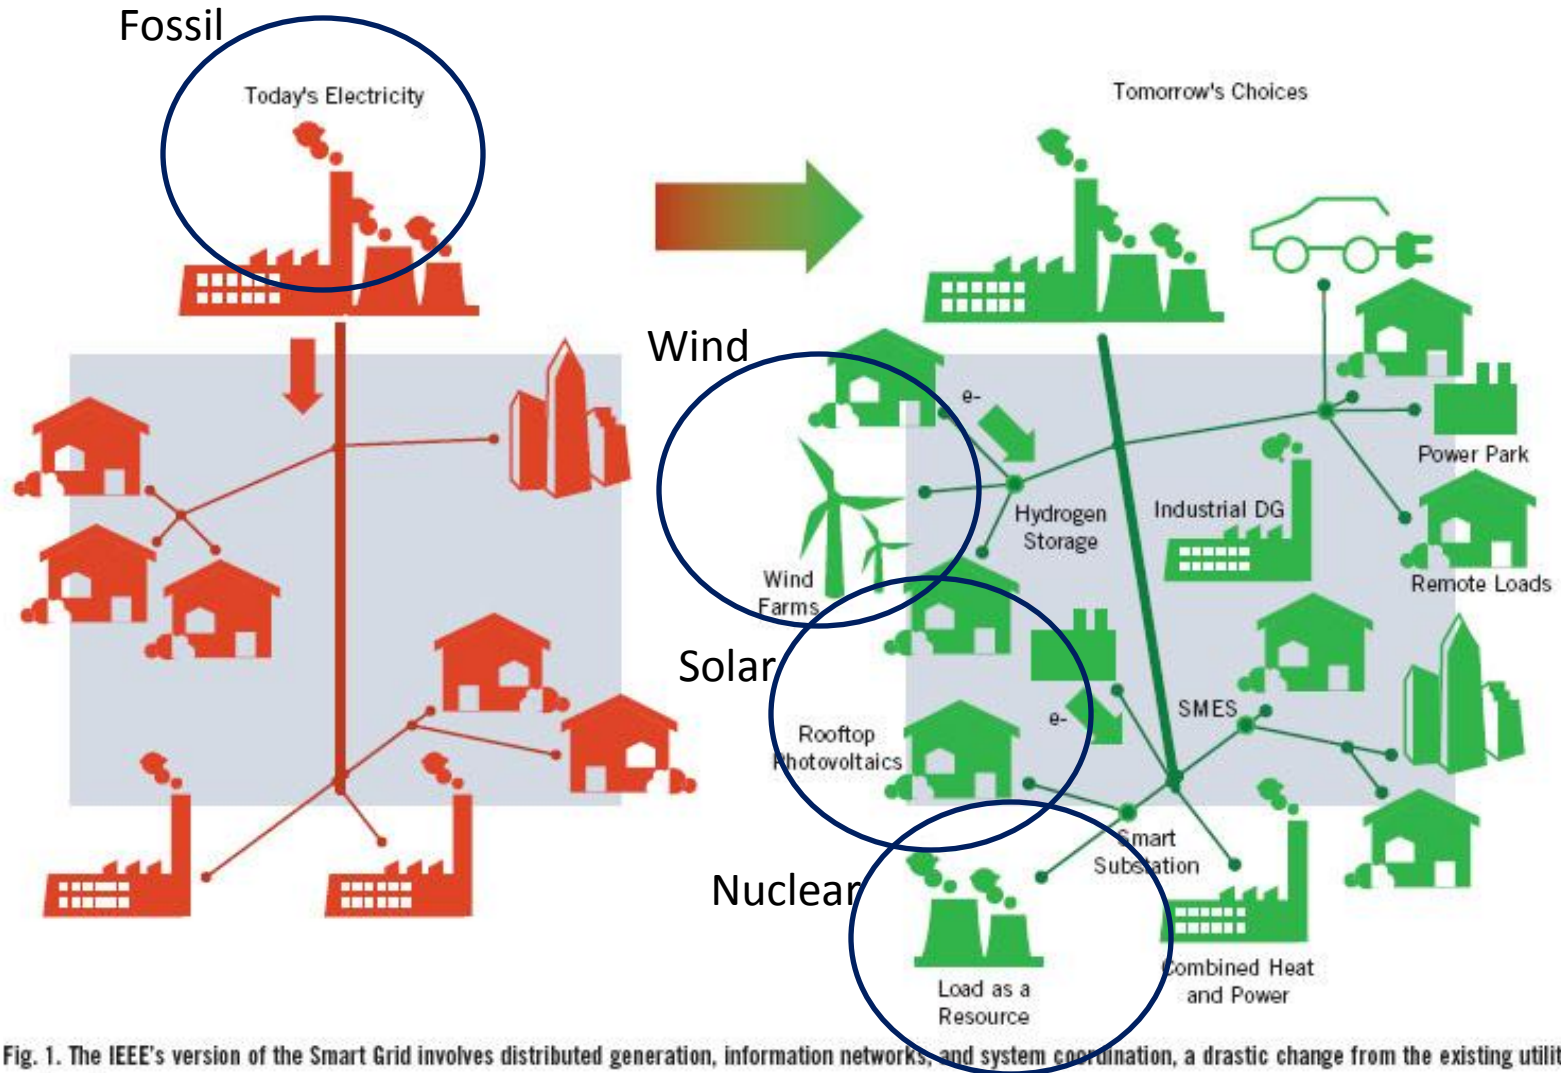 Fossil
Today's Electricity
Tomorrow's Choices
Wind
e-
Power Park
Hydrogen
Storage
Industrial DG
Remote Loads
Wind
Farms
Solar
SMES
e-
Rooftop
Photovoltaics
Smart
Substation
Nuclear
Combined Heat
and Power
Load as a
Resource
Fig. 1. The IEEE's version of the Smart Grid involves distributed generation, information networks, and system coordination, a drastic change from the existing utilit